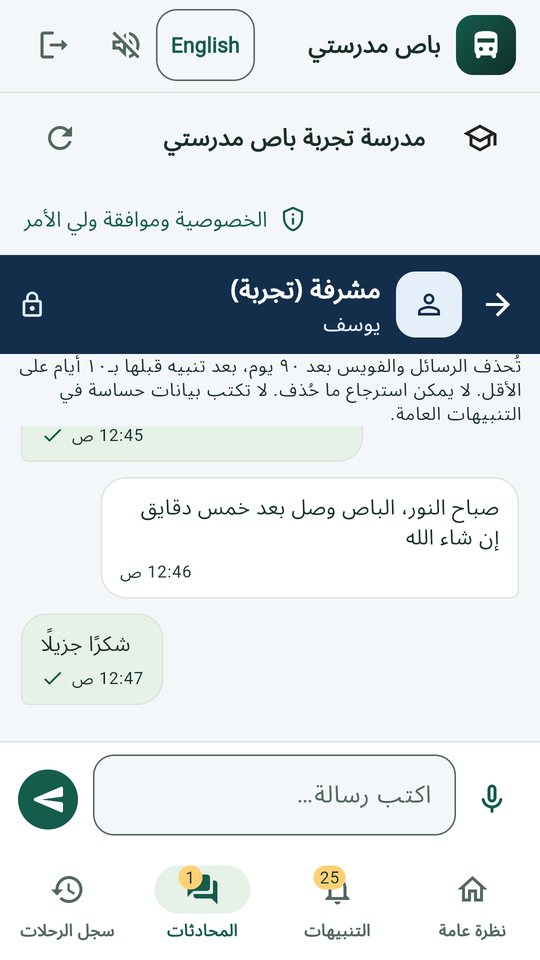 باص مدرستي
English
مدرسة تجربة باص مدرستي
الخصوصية وموافقة ولي الأمر
مشرفة (تجربة)
يوسف
تُحذف الرسائل والفويس بعد ٩٠ يوم، بعد تنبيه قبلها بـ١٠ أيام على
الأقل. لا يمكن استرجاع ما حُذف. لا تكتب بيانات حساسة في
التنبيهات العامة.
12:45 ص
صباح النور، الباص وصل بعد خمس دقايق
إن شاء الله
12:46 ص
شكرًا جزيلًا
12:47 ص
اكتب رسالة...
نظرة عامة
25
التنبيهات
1
المحادثات
سجل الرحلات